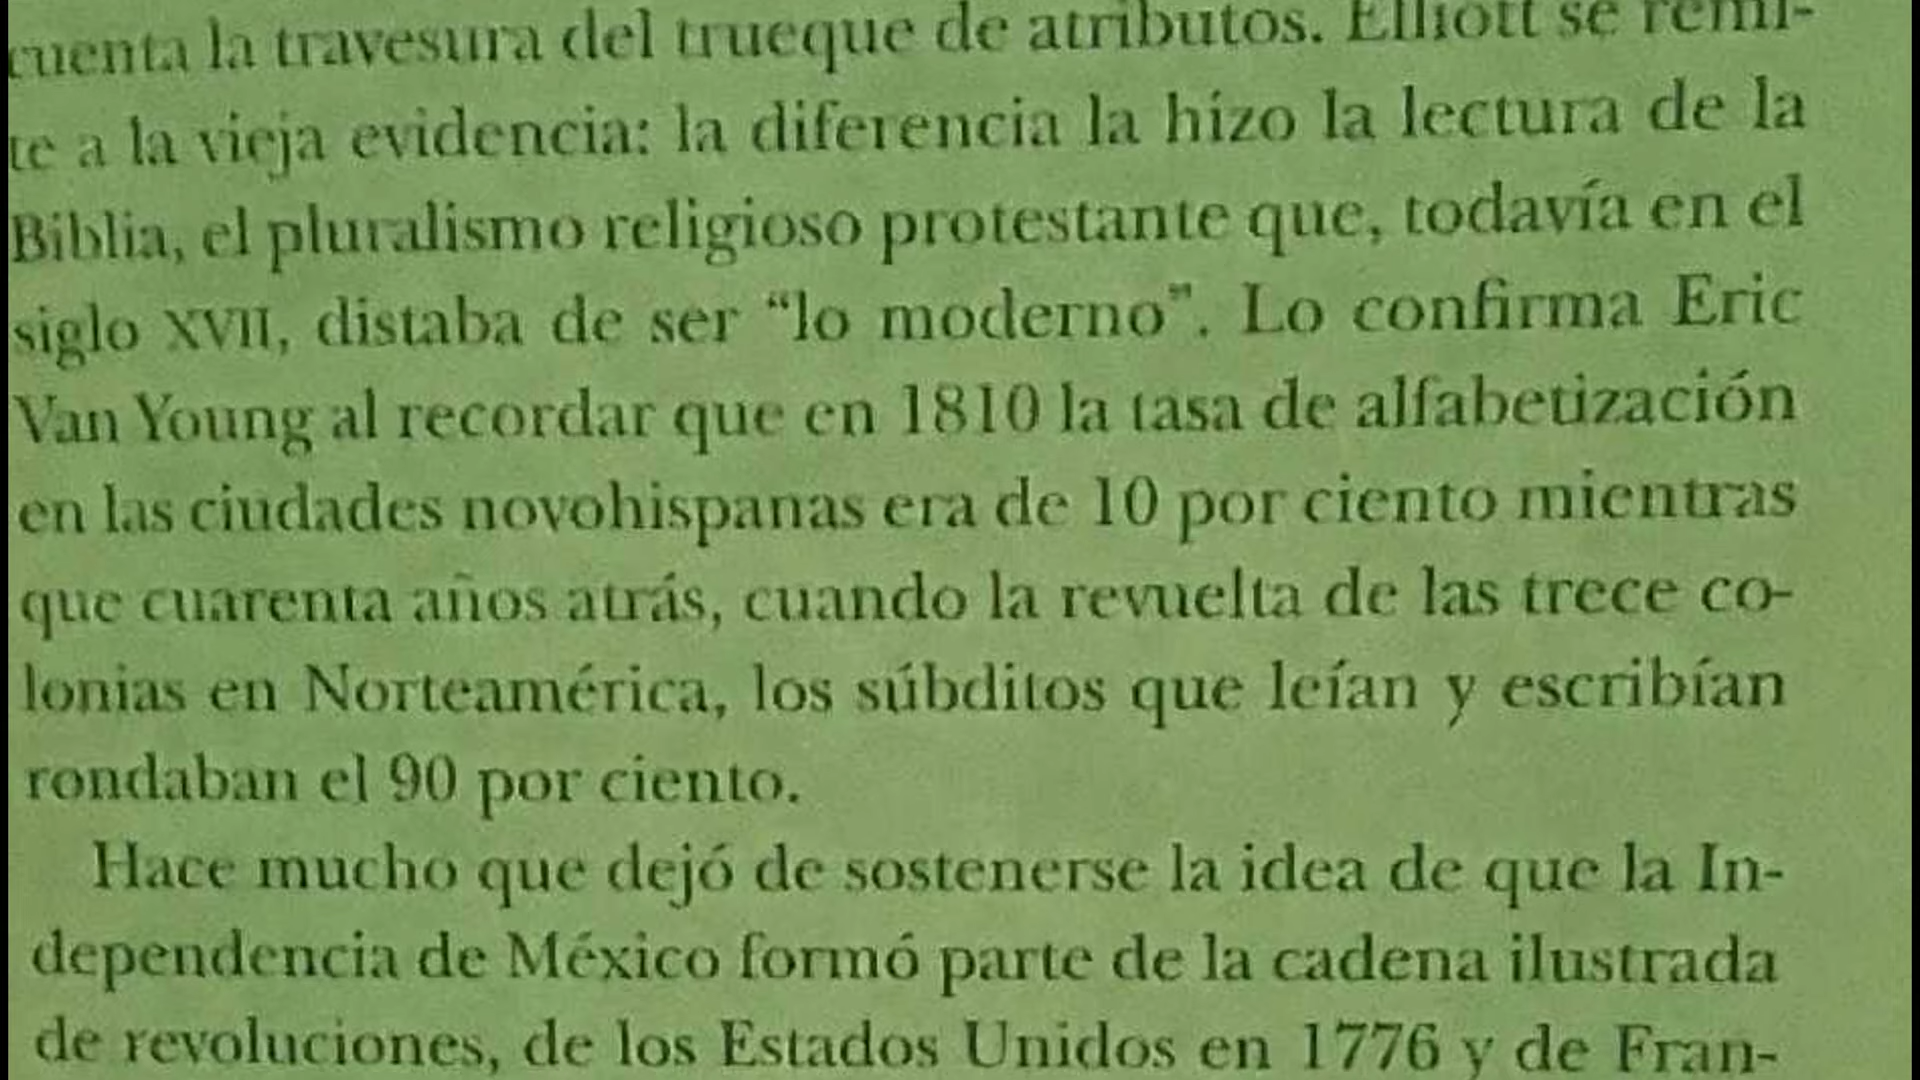 cuenta la travesura del trueque de atributos. Elliott se remi-
te a la vieja evidencia: la diferencia la hizo la lectura de la
Biblia, el pluralismo religioso protestante que, todavía en el
siglo XVII, distaba de ser “lo moderno”. Lo confirma Eric
Van Young al recordar que en 1810 la tasa de alfabetización
en las ciudades novohispanas era de 10 por ciento mientras
que cuarenta años atrás, cuando la revuelta de las trece co-
lonias en Norteamérica, los súbditos que leían y escribían
rondaban el 90 por ciento.
Hace mucho que dejó de sostenerse la idea de que la In-
dependencia de México formó parte de la cadena ilustrada
de revoluciones, de los Estados Unidos en 1776 y de Fran-